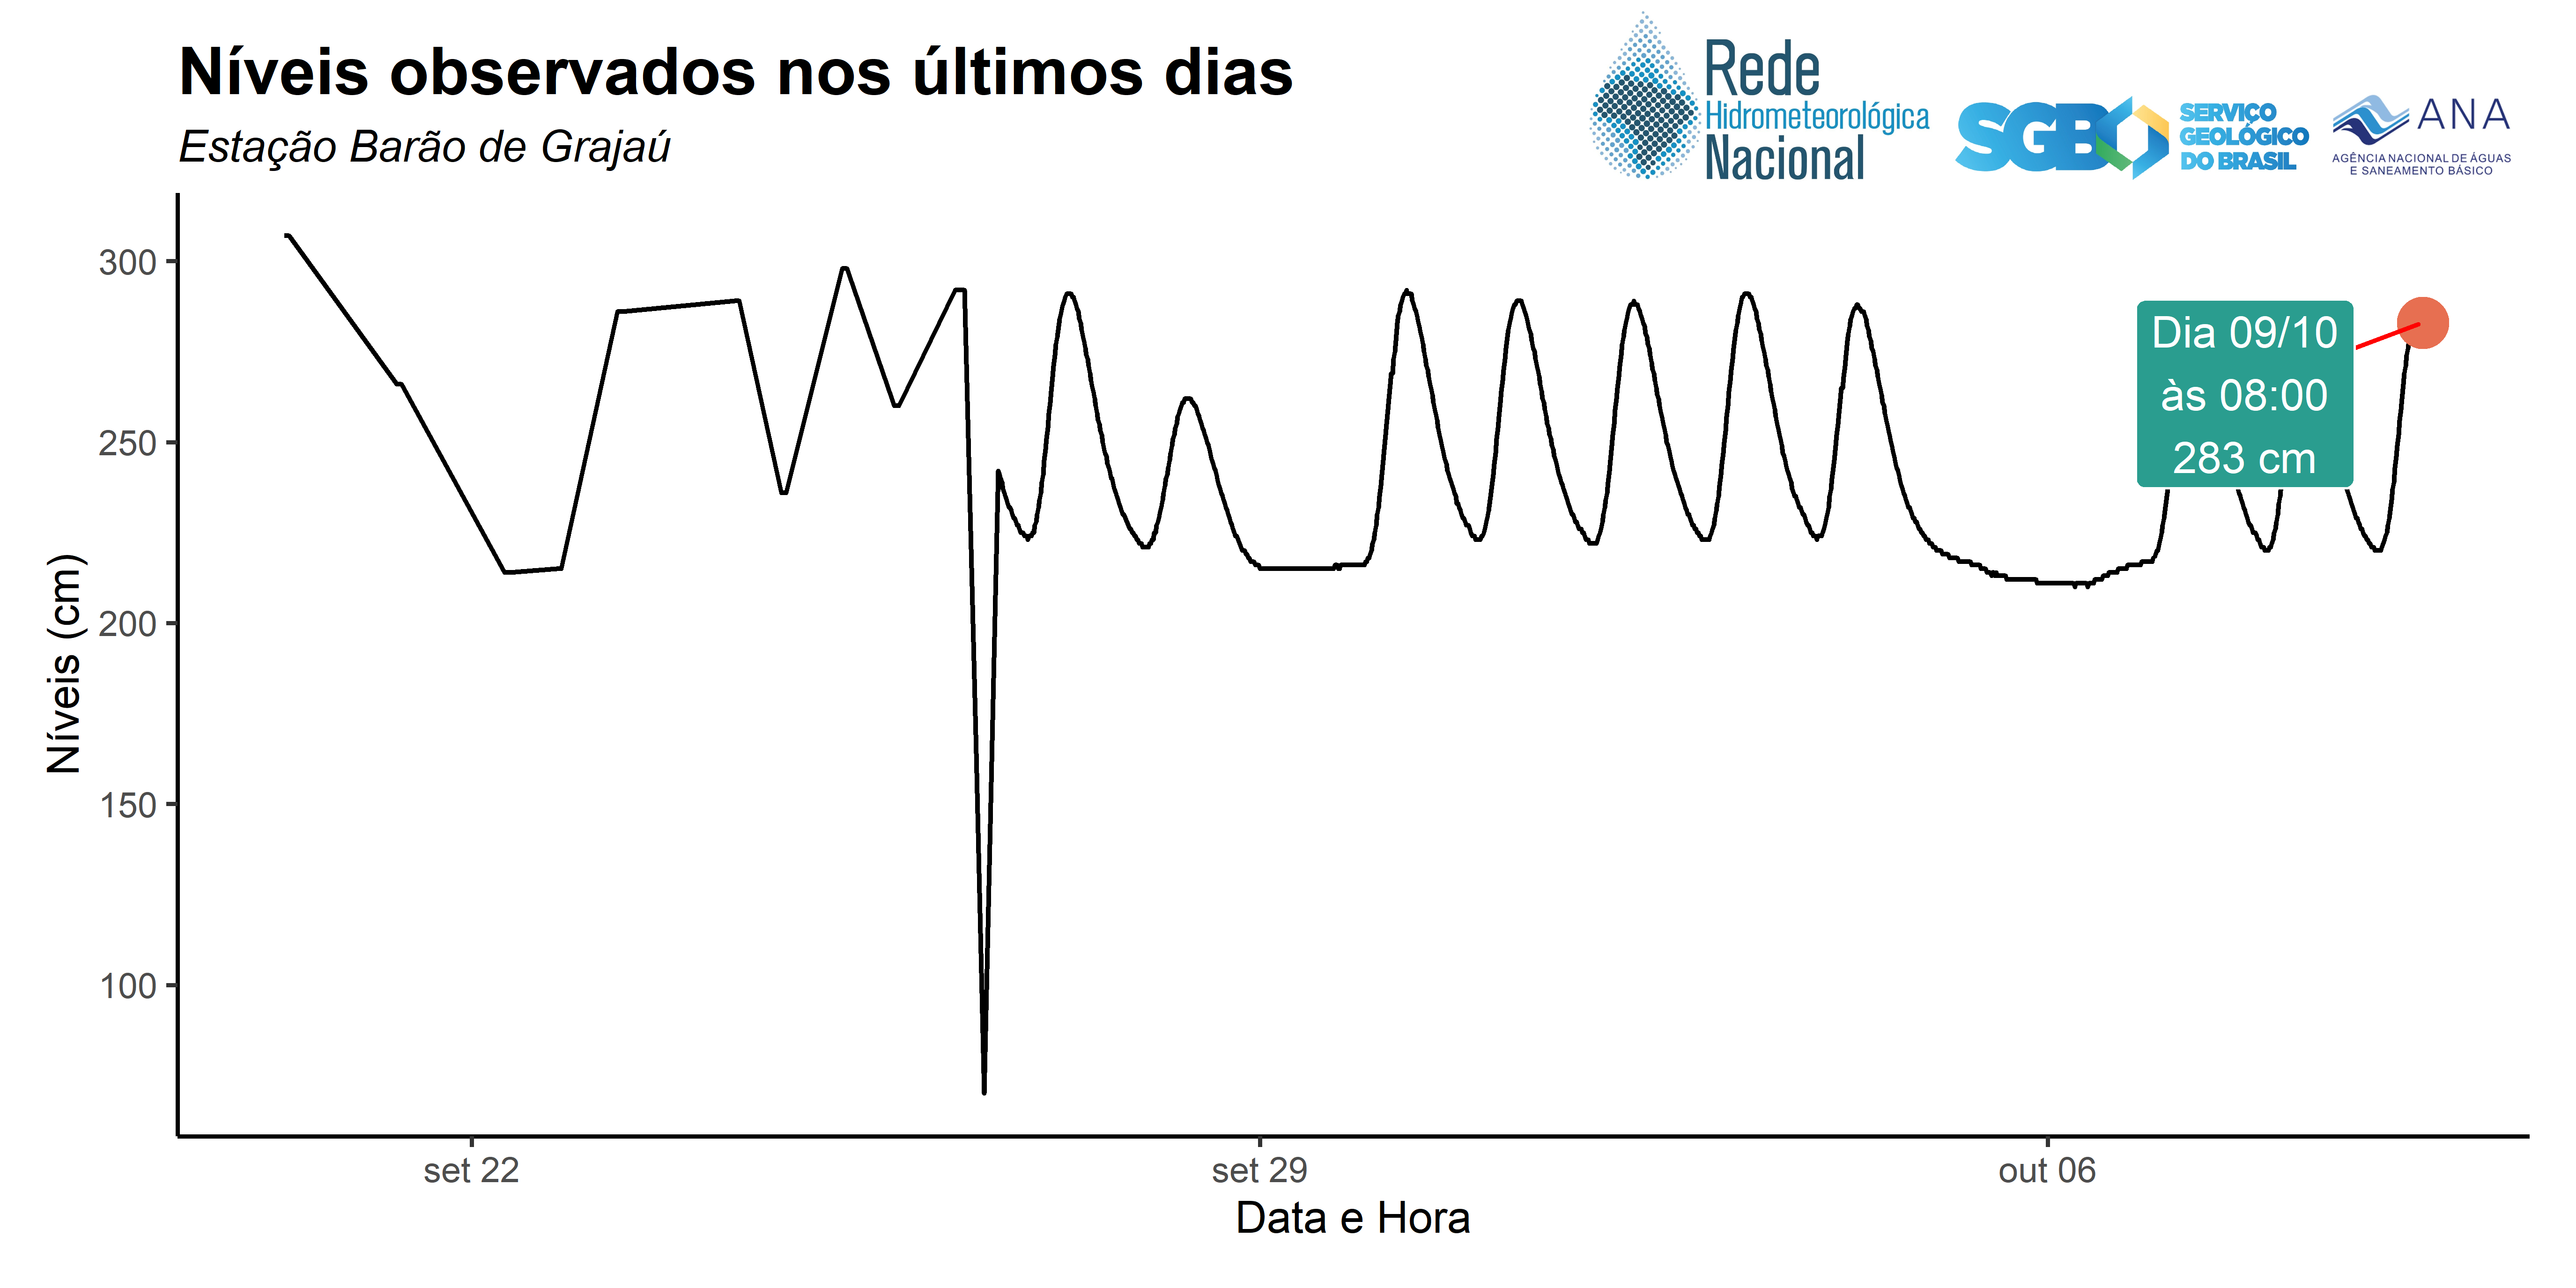 Níveis observados nos últimos dias
Estação Barão de Grajaú
Rede
Hidrometeorológica
Nacional
SGB
SERVIÇO
GEOLÓGICO
DO BRASIL
ANA
AGÊNCIA NACIONAL DE ÁGUAS
E SANEAMENTO BÁSICO
Níveis (cm)
300
250
200
150
100
Dia 09/10
às 08:00
283 cm
set 22
set 29
out 06
Data e Hora